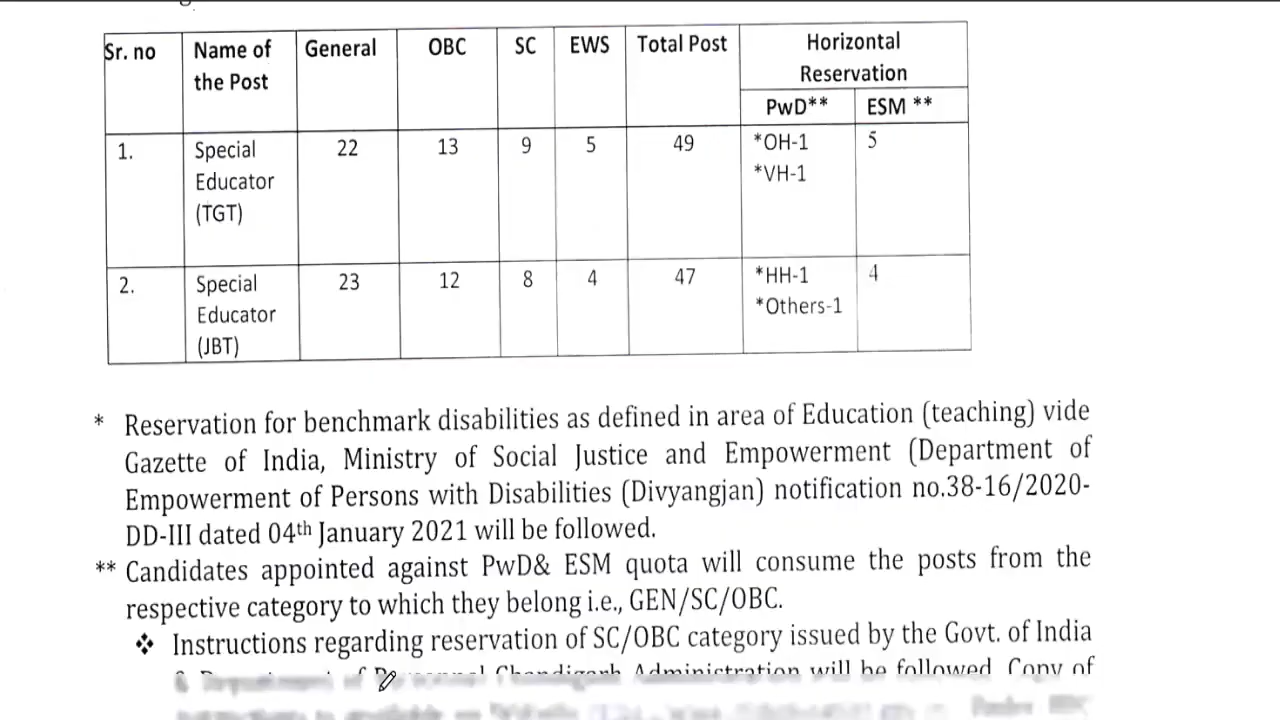 Sr. no Name of the Post General OBC SC EWS Total Post Horizontal Reservation
PwD** ESM **
1. Special Educator (TGT) 22 13 9 5 49 *OH-1 *VH-1 5
2. Special Educator (JBT) 23 12 8 4 47 *HH-1 *Others-1 4
* Reservation for benchmark disabilities as defined in area of Education (teaching) vide
Gazette of India, Ministry of Social Justice and Empowerment (Department of
Empowerment of Persons with Disabilities (Divyangjan) notification no.38-16/2020-
DD-III dated 04th January 2021 will be followed.
** Candidates appointed against PwD& ESM quota will consume the posts from the
respective category to which they belong i.e., GEN/SC/OBC.
❖ Instructions regarding reservation of SC/OBC category issued by the Govt. of India
of Chandigarh Administration will be followed. Copy of